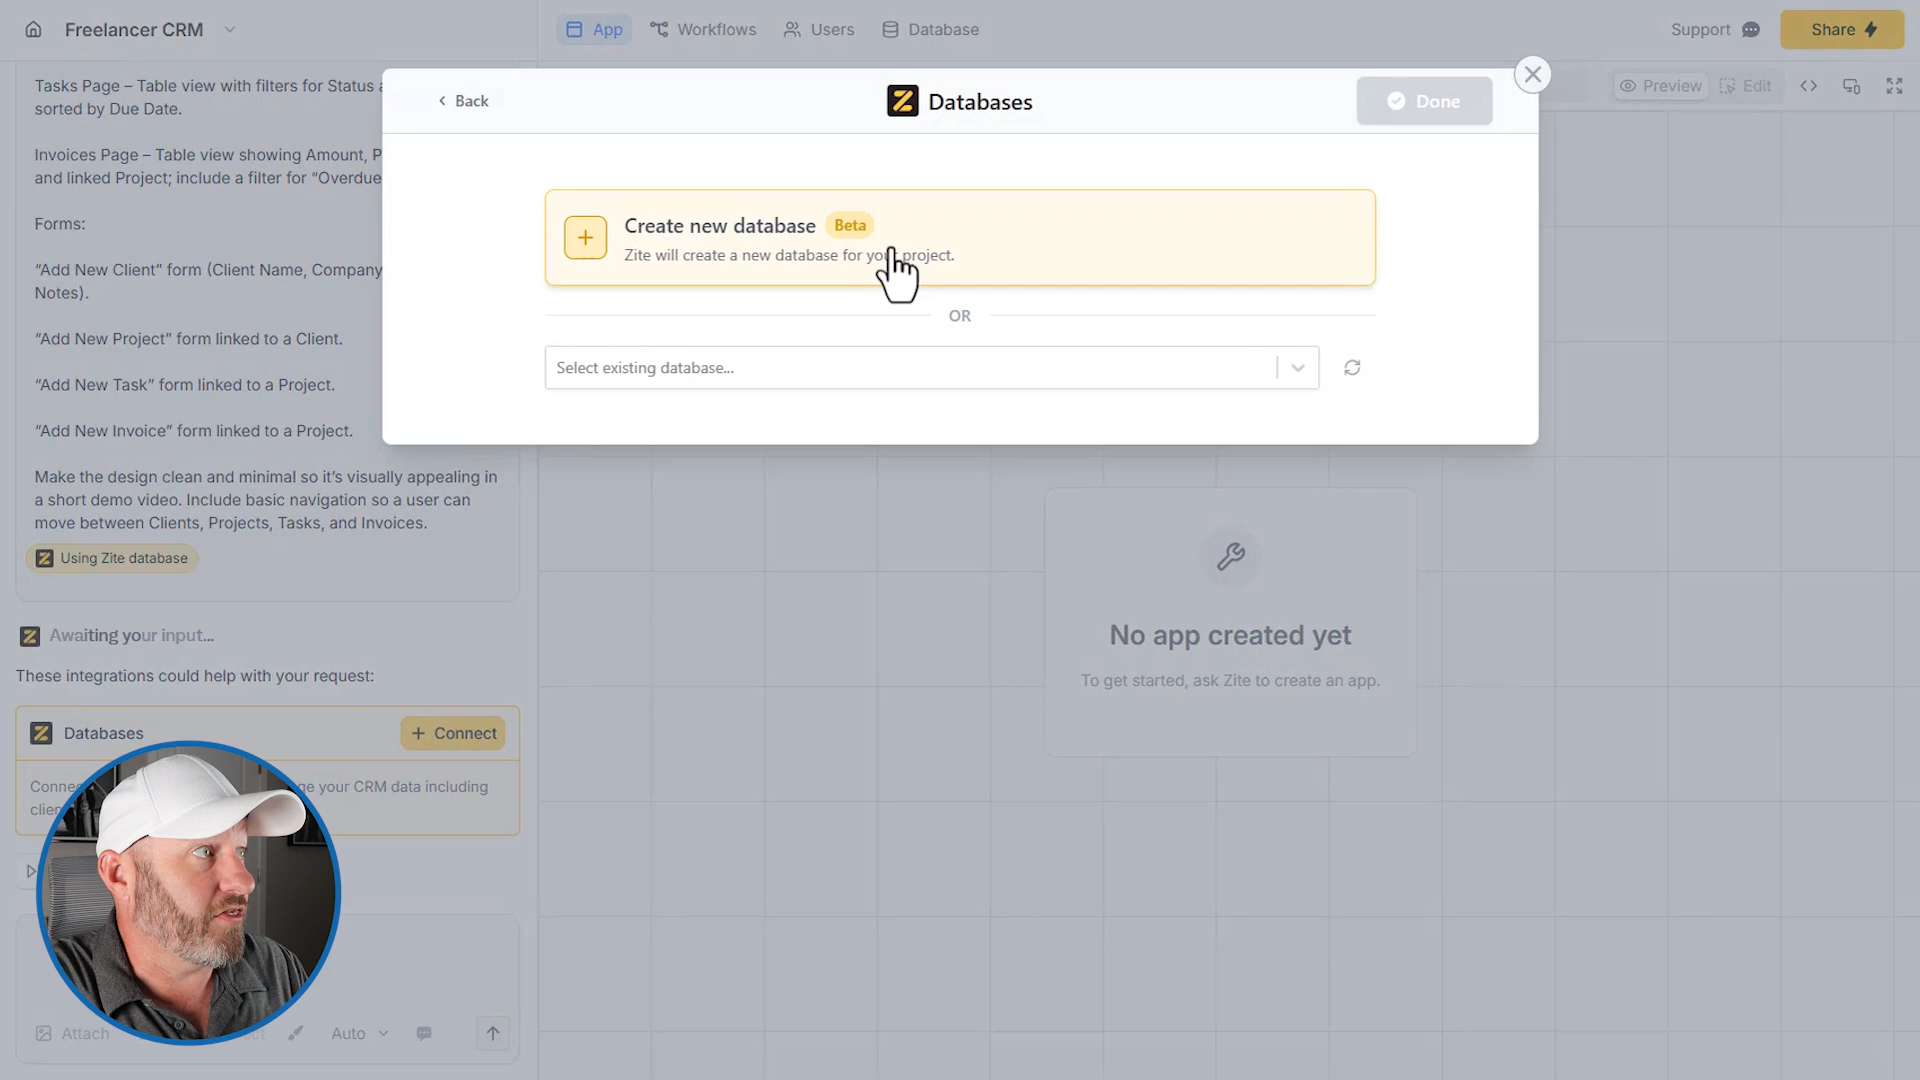 Freelancer CRM
App
Workflows
Users
Database
Support
Share
Tasks Page – Table view with filters for Status
sorted by Due Date.
Invoices Page – Table view showing Amount,
and linked Project; include a filter for “Overdue
Forms:
“Add New Client” form (Client Name, Company
Notes).
“Add New Project” form linked to a Client.
“Add New Task” form linked to a Project.
“Add New Invoice” form linked to a Project.
Make the design clean and minimal so it’s visually appealing in
a short demo video. Include basic navigation so a user can
move between Clients, Projects, Tasks, and Invoices.
Using Zite database
Awaiting your input...
These integrations could help with your request:
Databases
Connect
your CRM data including
Attach
Auto
Back
Databases
Done
Create new database
Beta
Zite will create a new database for your project.
OR
Select existing database...
Preview
Edit
No app created yet
To get started, ask Zite to create an app.